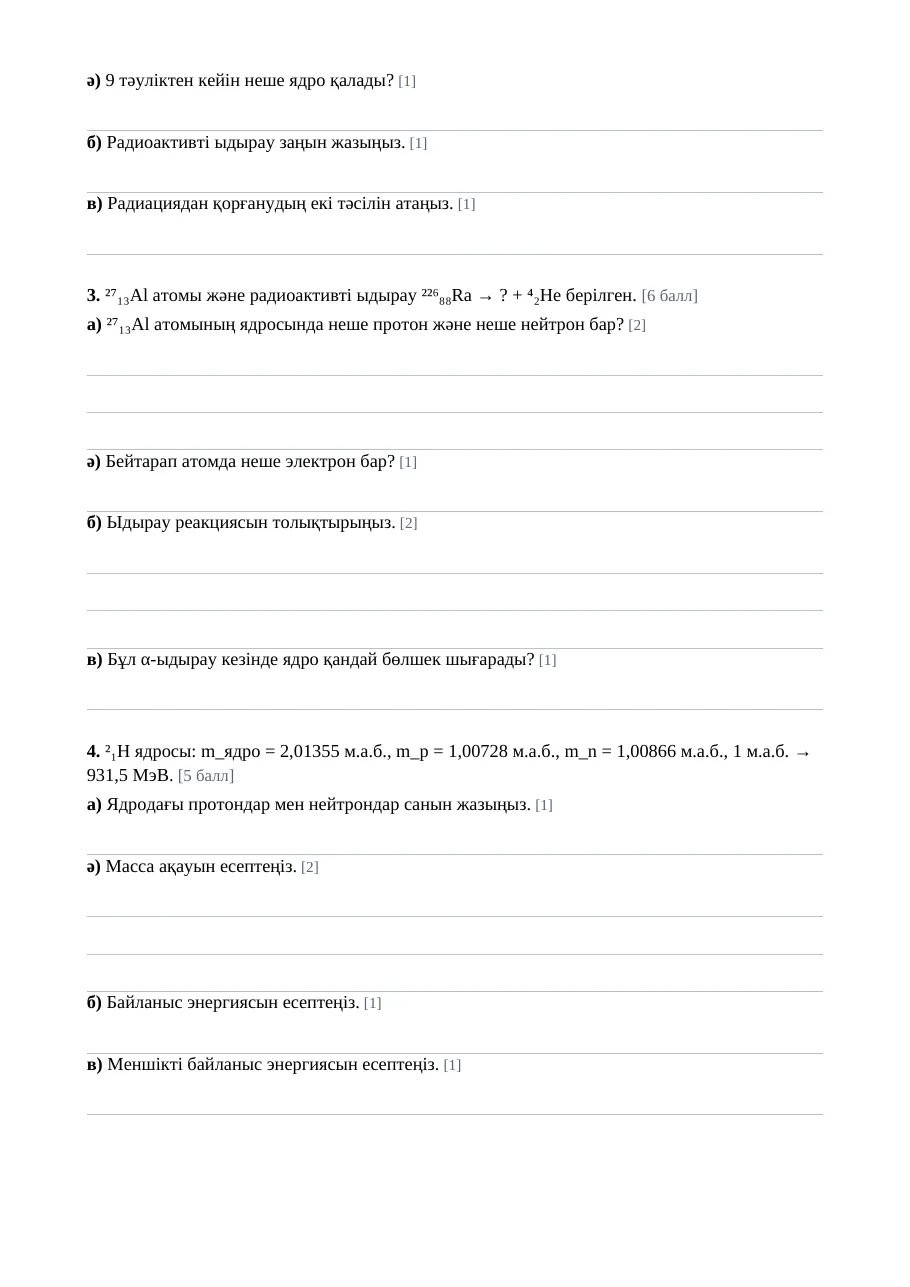 ә) 9 тәуліктен кейін неше ядро қалады? [1]
б) Радиоактивті ыдырау заңын жазыңыз. [1]
в) Радиациядан қорғанудың екі тәсілін атаңыз. [1]
3. ²⁷₁₃Al атомы және радиоактивті ыдырау ²²⁶₈₈Ra → ? + ⁴₂He берілген. [6 балл]
а) ²⁷₁₃Al атомының ядросында неше протон және неше нейтрон бар? [2]
ә) Бейтарап атомда неше электрон бар? [1]
б) Ыдырау реакциясын толықтырыңыз. [2]
в) Бұл α-ыдырау кезінде ядро қандай бөлшек шығарады? [1]
4. ²₁H ядросы: m_ядро = 2,01355 м.а.б., m_p = 1,00728 м.а.б., m_n = 1,00866 м.а.б., 1 м.а.б. →
931,5 МэВ. [5 балл]
а) Ядродағы протондар мен нейтрондар санын жазыңыз. [1]
ә) Масса ақауын есептеңіз. [2]
б) Байланыс энергиясын есептеңіз. [1]
в) Меншікті байланыс энергиясын есептеңіз. [1]